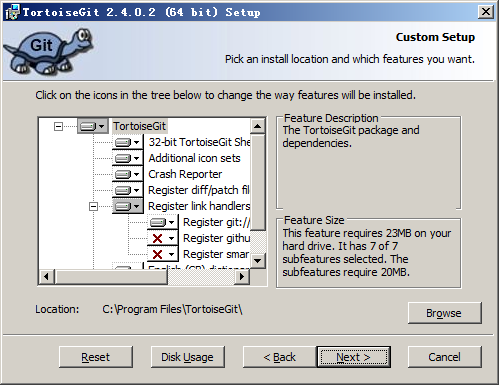 TortoiseGit 2.4.0.2 (64 bit) Setup
Git
Custom Setup
Pick an install location and which features you want.
Click on the icons in the tree below to change the way features will be installed.
TortoiseGit
32-bit TortoiseGit She
Additional icon sets
Crash Reporter
Register diff/patch fil
Register link handlers
Register git://
Register githu
Register smar
English (GB) dictionar
Feature Description
The TortoiseGit package and
dependencies.
Feature Size
This feature requires 23MB on your
hard drive. It has 7 of 7
subfeatures selected. The
subfeatures require 20MB.
Location: C:\Program Files\TortoiseGit\
Browse
Reset Disk Usage < Back Next > Cancel